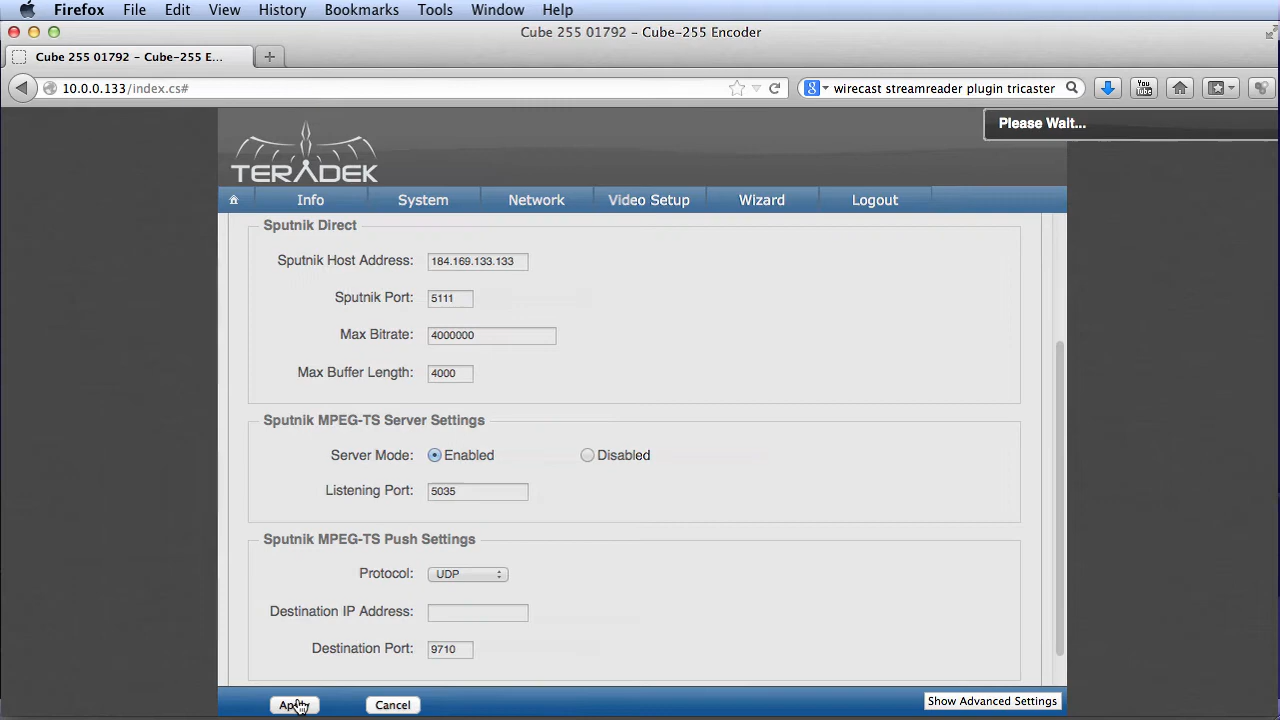 Firefox File Edit View History Bookmarks Tools Window Help
Cube 255 01792 – Cube-255 Encoder
Cube 255 01792 – Cube-255 E...
10.0.0.133/index.cs#
wirecast streamreader plugin tricaster
Please Wait...
TERADEK
Info System Network Video Setup Wizard Logout
Sputnik Direct
Sputnik Host Address: 184.169.133.133
Sputnik Port: 5111
Max Bitrate: 4000000
Max Buffer Length: 4000
Sputnik MPEG-TS Server Settings
Server Mode: Enabled Disabled
Listening Port: 5035
Sputnik MPEG-TS Push Settings
Protocol: UDP
Destination IP Address:
Destination Port: 9710
Apply Cancel Show Advanced Settings